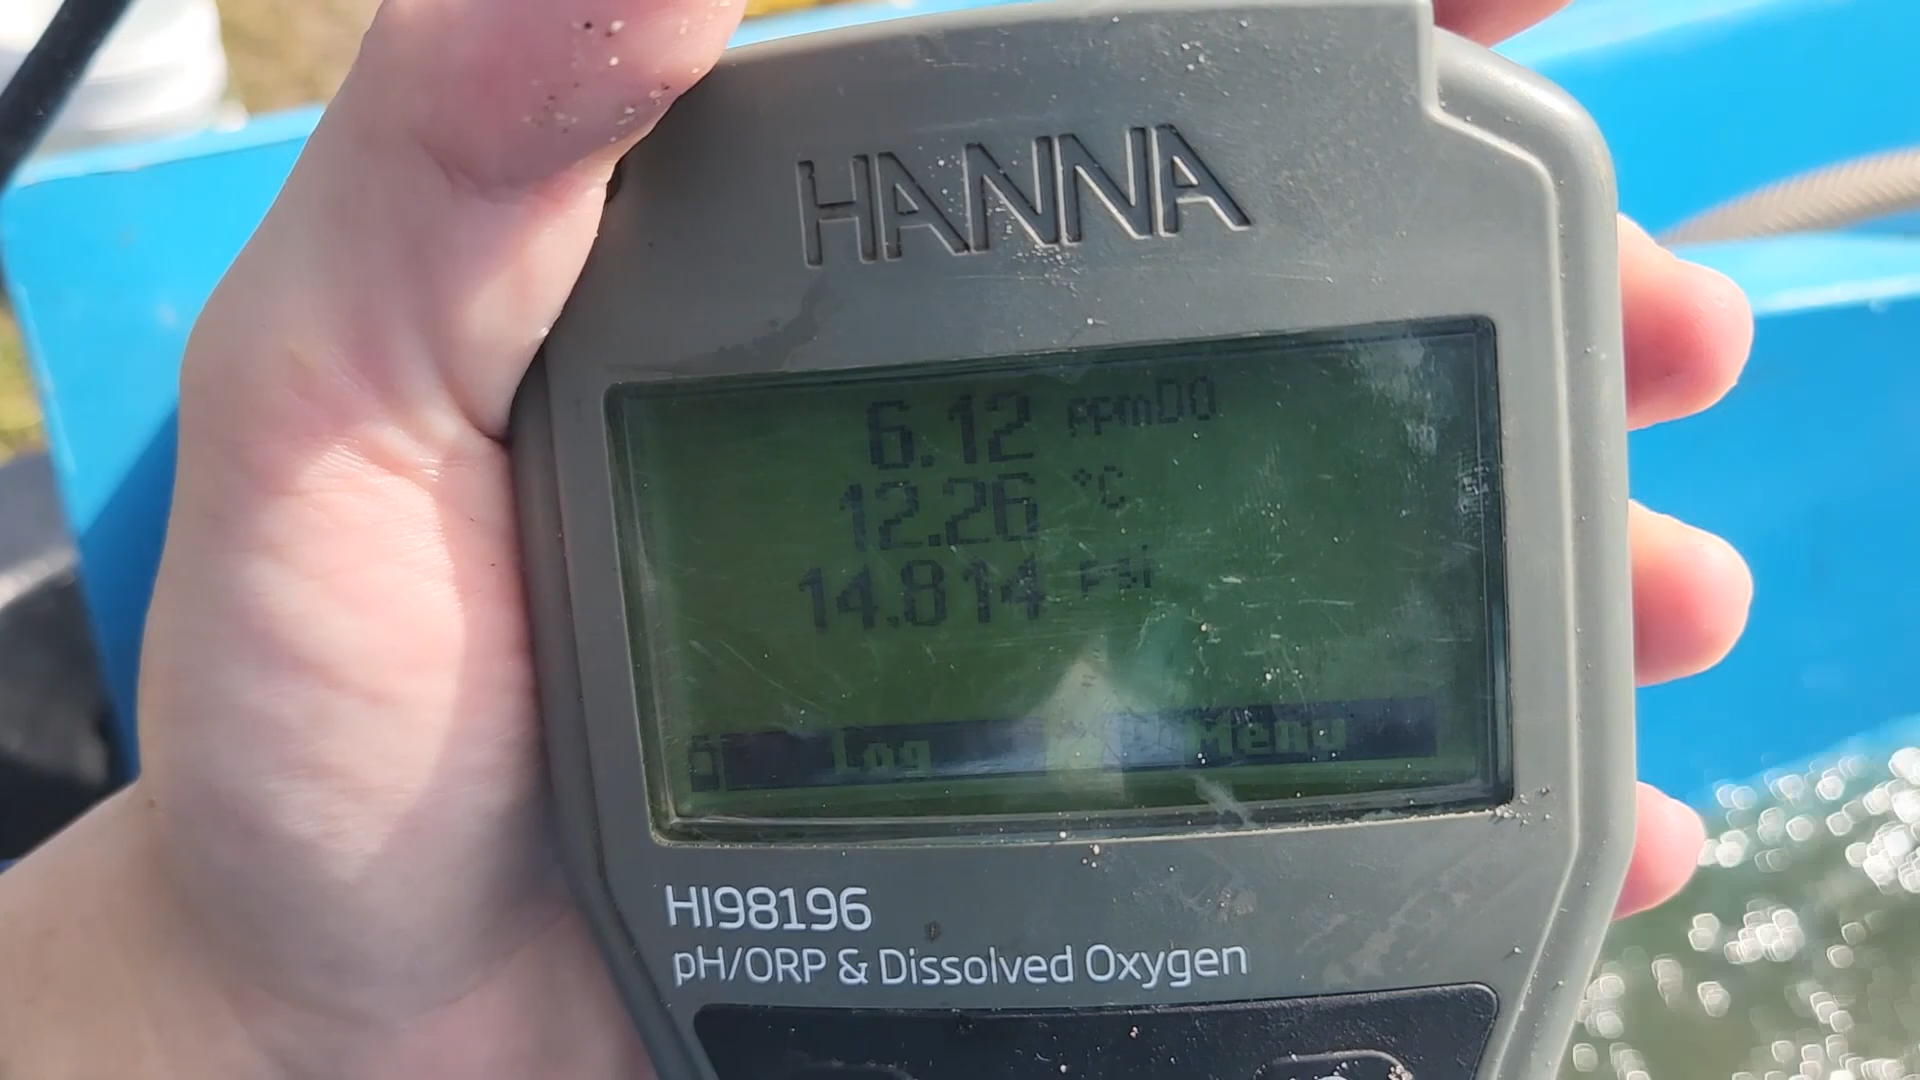 HANNA
6.12 ppmDO
12.26 °C
14.814 PSi
Log Menu
HI98196
pH/ORP & Dissolved Oxygen